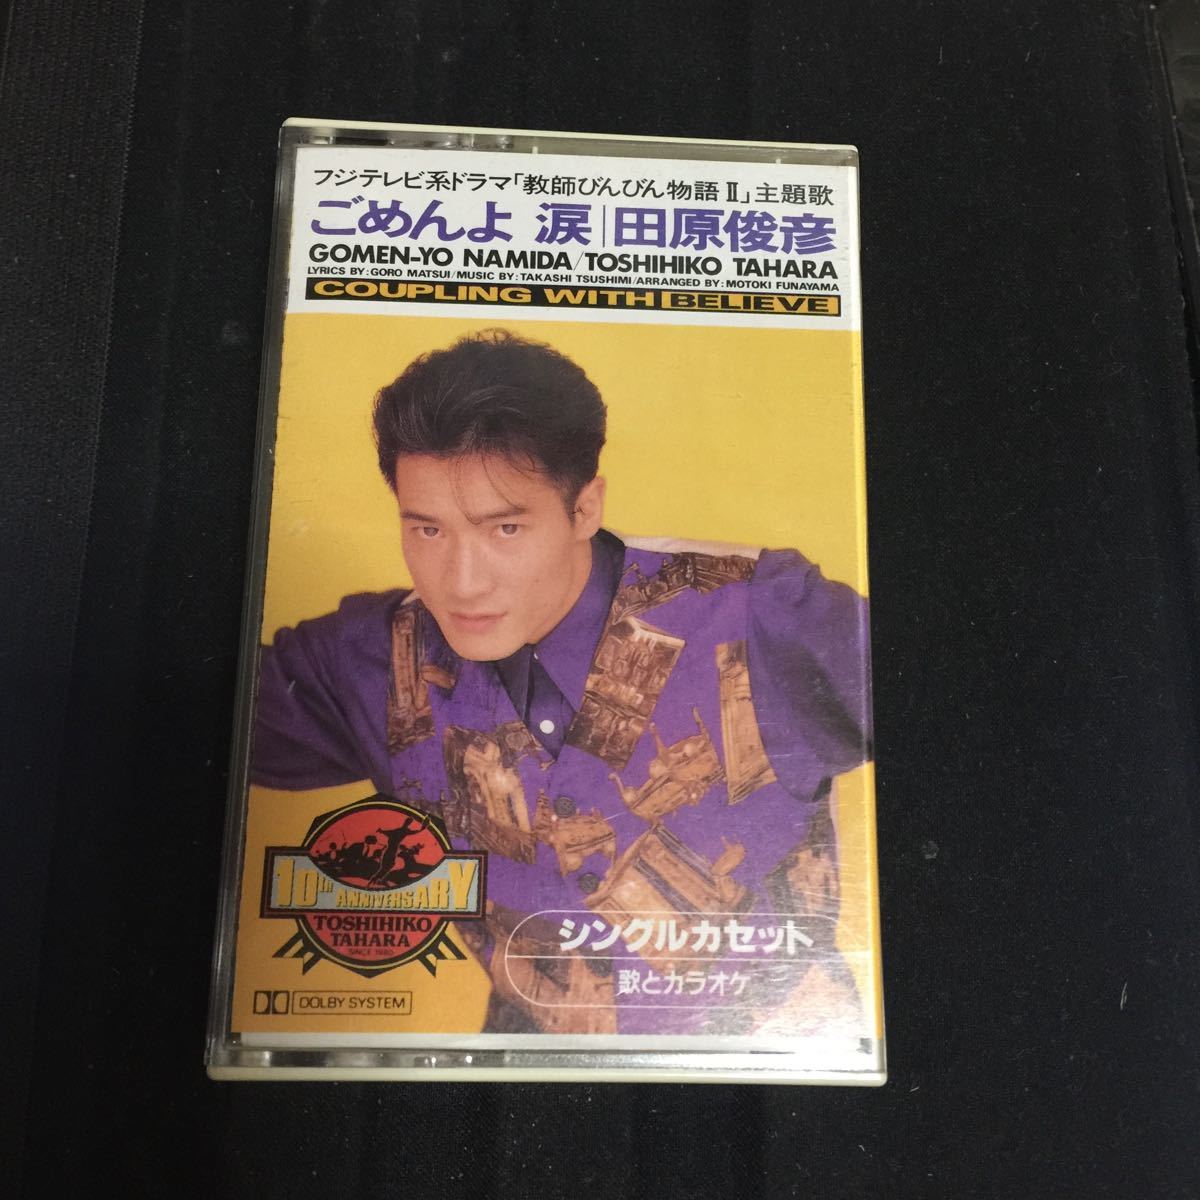 フジテレビ系ドラマ「教師びんびん物語Ⅱ」主題歌
ごめんよ 涙|田原俊彦
GOMEN-YO NAMIDA/TOSHIHIKO TAHARA
LYRICS BY:GORO MATSUI/MUSIC BY:TAKASHI TSUSHIMI/ARRANGED BY:MOTOKI FUNAYAMA
COUPLING WITH BELIEVE
10TH ANNIVERSARY
TOSHIHIKO
TAHARA
SINCE 1980
シングルカセット
歌とカラオケ
DOLBY SYSTEM